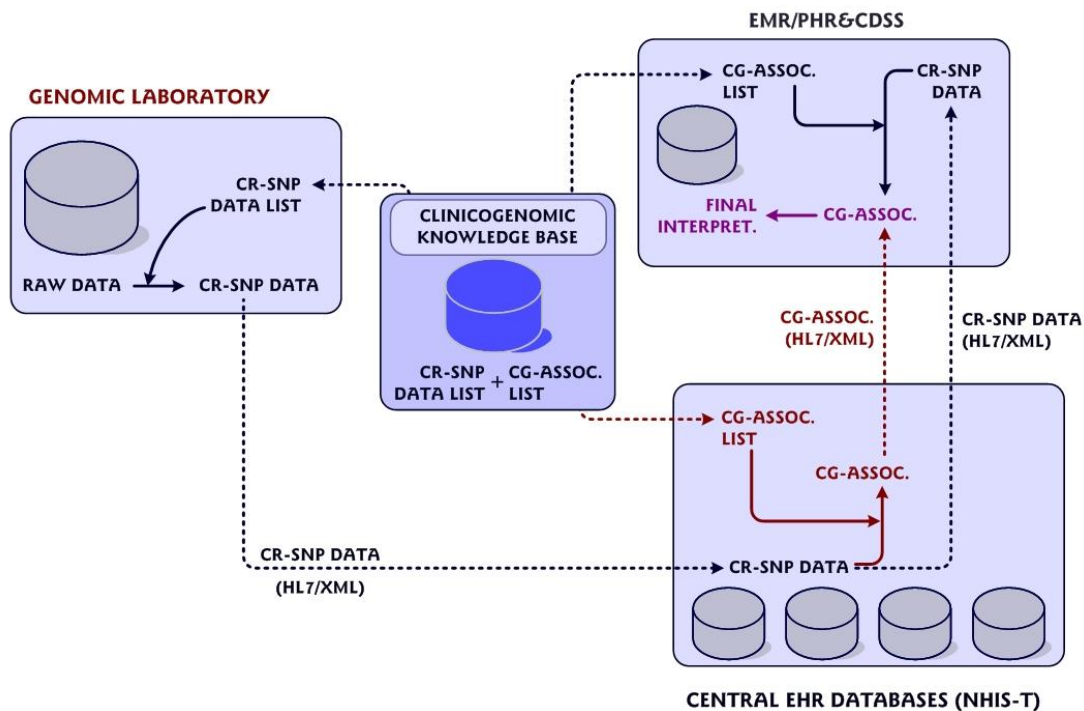 EMR/PHR&CDSS
CG-ASSOC.
LIST
CR-SNP
DATA
FINAL
INTERPRET.
CG-ASSOC.
GENOMIC LABORATORY
CR-SNP
DATA LIST
RAW DATA
CR-SNP DATA
CLINICOGENOMIC
KNOWLEDGE BASE
CR-SNP + CG-ASSOC.
DATA LIST LIST
CG-ASSOC.
(HL7/XML)
CR-SNP DATA
(HL7/XML)
CG-ASSOC.
LIST
CG-ASSOC.
CR-SNP DATA
(HL7/XML)
CR-SNP DATA
CENTRAL EHR DATABASES (NHIS-T)